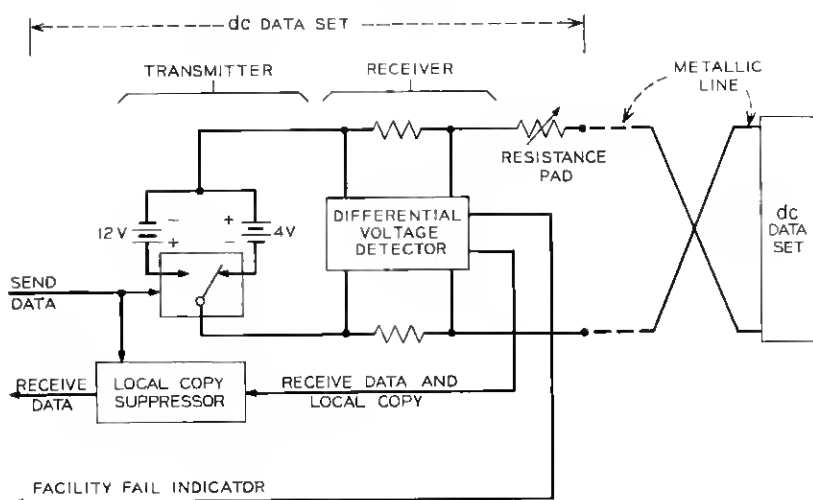 dc DATA SET
TRANSMITTER
RECEIVER
METALLIC
LINE
RESISTANCE
PAD
12V
-
+
+
-
4V
DIFFERENTIAL
VOLTAGE
DETECTOR
dc
DATA
SET
SEND
DATA
RECEIVE
DATA
LOCAL COPY
SUPPRESSOR
RECEIVE DATA AND
LOCAL COPY
FACILITY FAIL INDICATOR